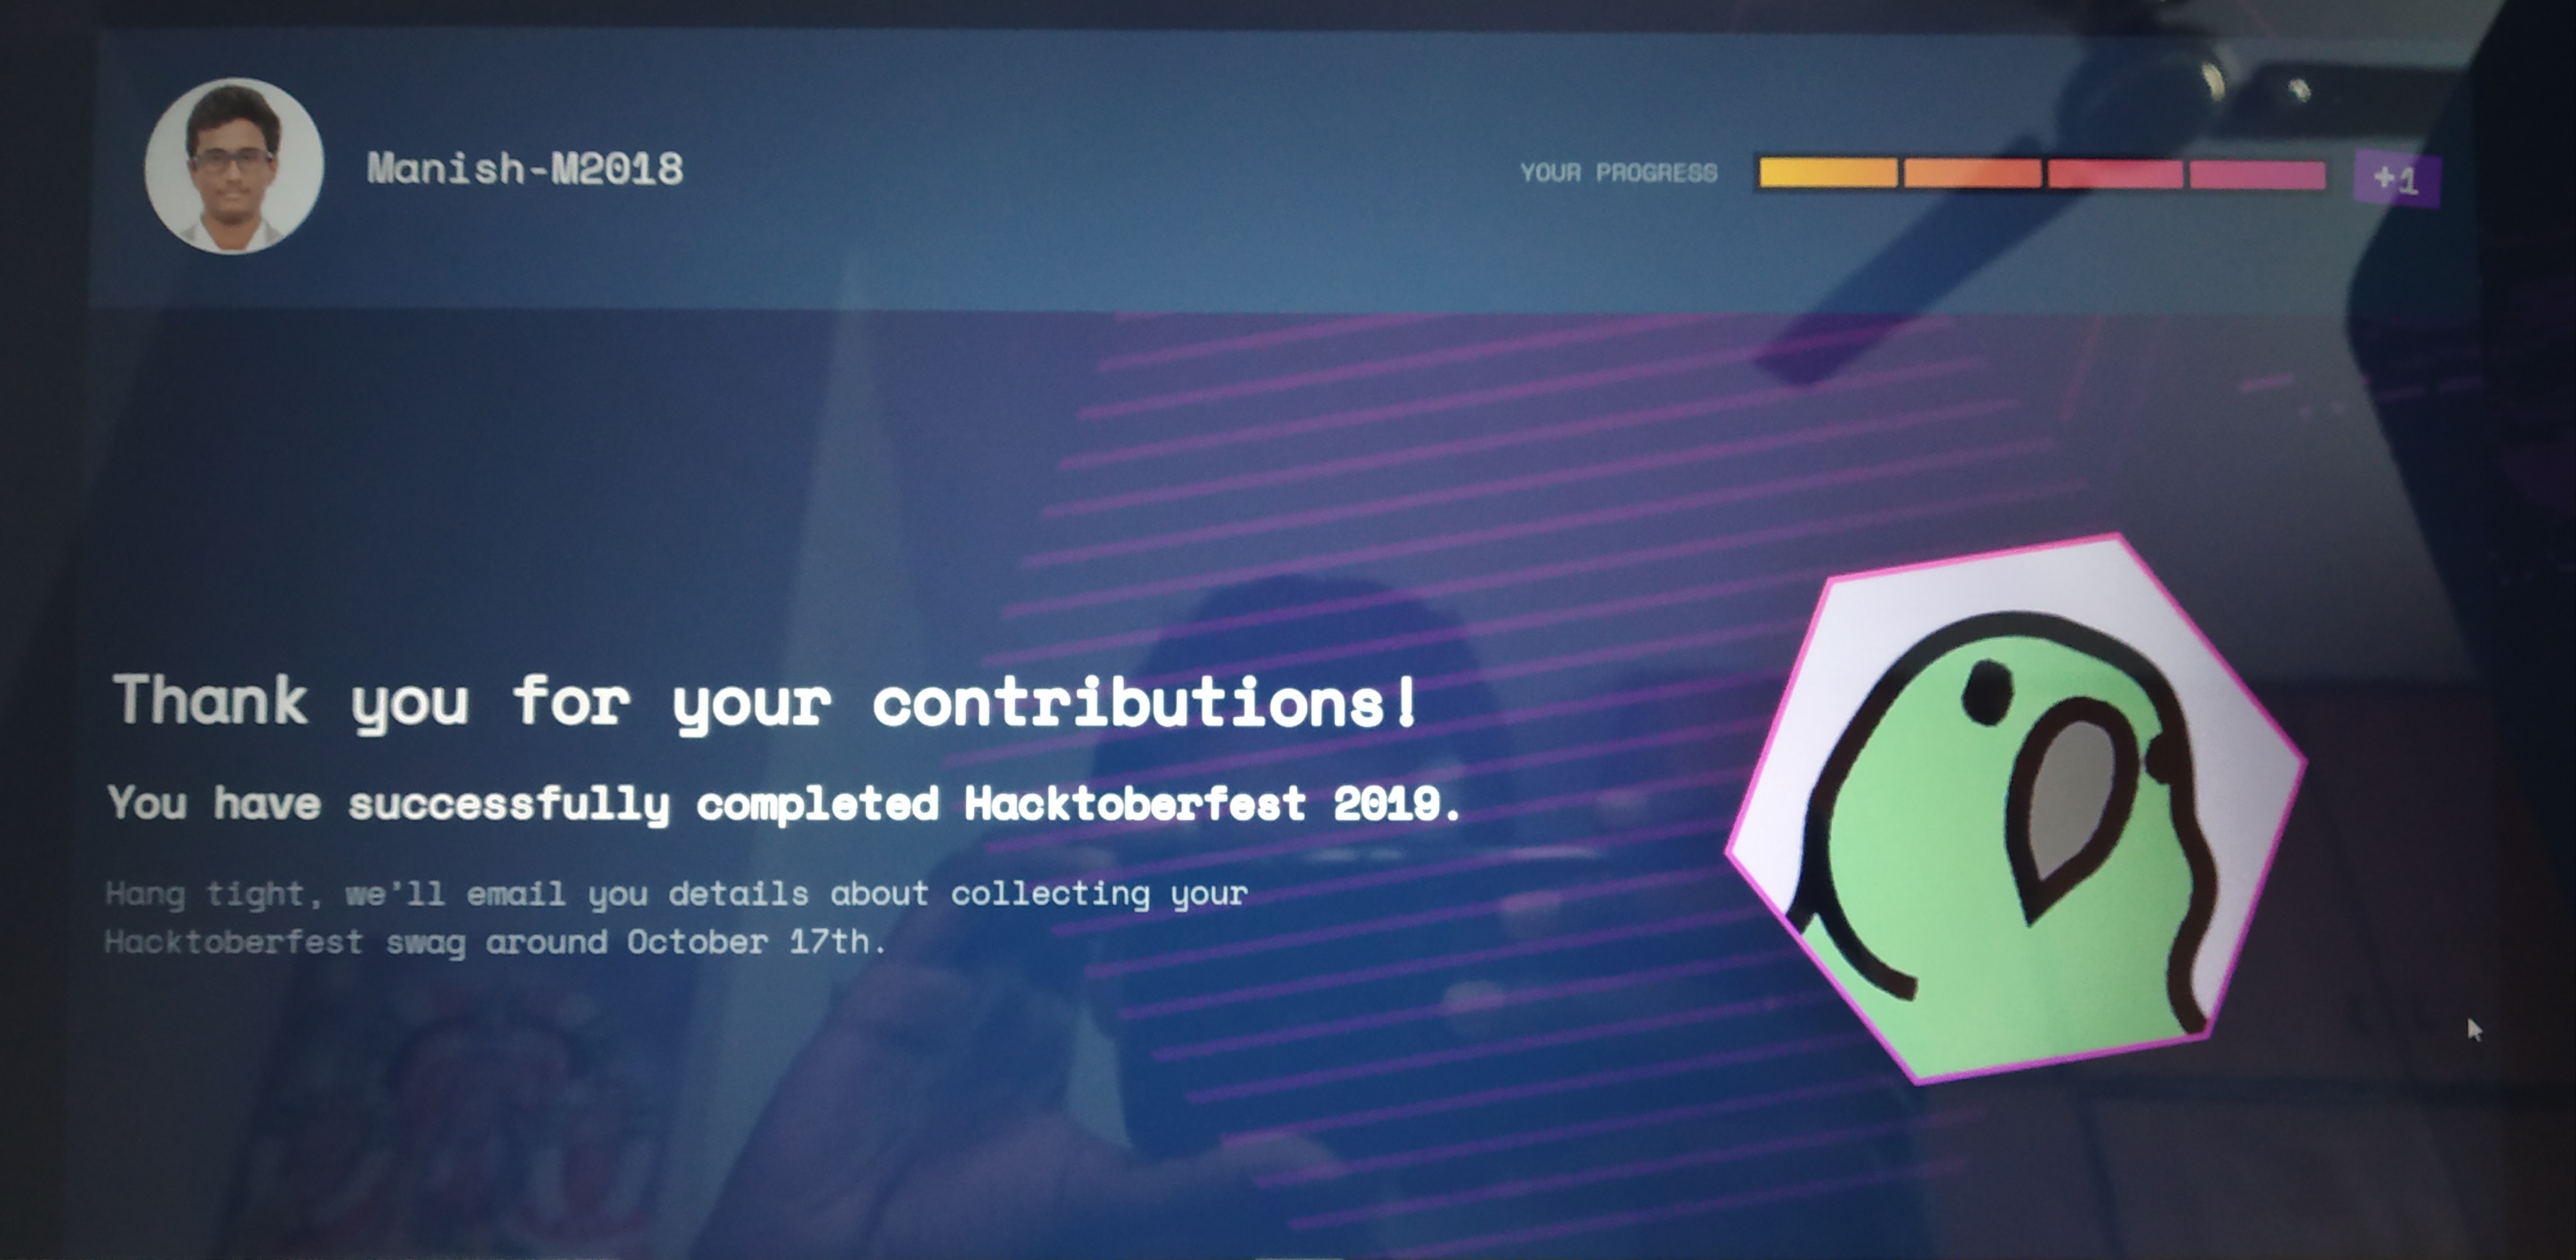 Manish-M2018
YOUR PROGRESS
+1
Thank you for your contributions!
You have successfully completed Hacktoberfest 2019.
Hang tight, we'll email you details about collecting your
Hacktoberfest swag around October 17th.